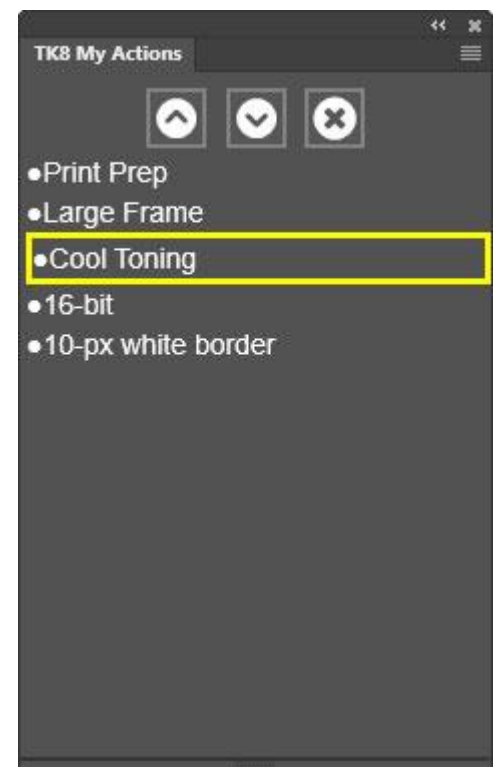 TK8 My Actions
●Print Prep
●Large Frame
●Cool Toning
●16-bit
●10-px white border